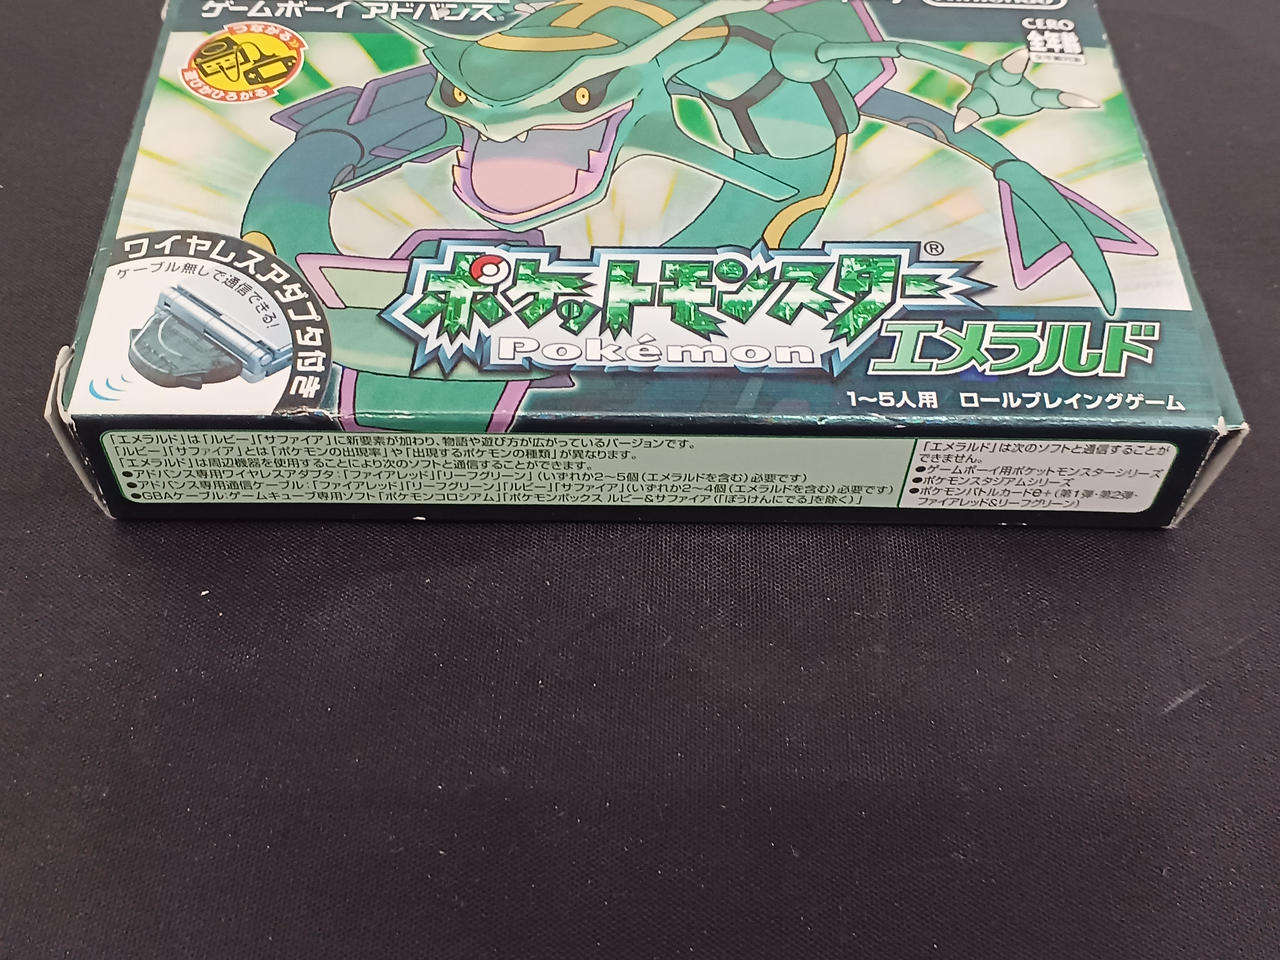 ゲームボーイ アドバンス
Nintendo
つながる!!
遊びがひろがる
CERO
全年齢
ワイヤレスアダプタ付き
ケーブル無しで通信できる!
ポケットモンスター®
Pokémon
エメラルド
1〜5人用 ロールプレイングゲーム
「エメラルド」は「ルビー」「サファイア」に新要素が加わり、物語や遊び方が広がっているバージョンです。
「ルビー」「サファイア」とは「ポケモンの出現率」や「出現するポケモンの種類」が異なります。
「エメラルド」は周辺機器を使用することにより次のソフトと通信することができます。
●アドバンス専用ワイヤレスアダプタ:「ファイアレッド」「リーフグリーン」(いずれか2〜5個(エメラルドを含む)必要です)
●アドバンス専用通信ケーブル:「ファイアレッド」「リーフグリーン」「ルビー」「サファイア」(いずれか2〜4個(エメラルドを含む)必要です)
●GBAケーブル:ゲームキューブ専用ソフト「ポケモンコロシアム」「ポケモンボックス ルビー&サファイア(「ぼうけんにでる」を除く)」
「エメラルド」は次のソフトと通信することが
できません。
●ゲームボーイ用ポケットモンスターシリーズ
●ポケモンスタジアムシリーズ
●ポケモンバトルカードe+(第1弾・第2弾・
ファイアレッド&リーフグリーン)